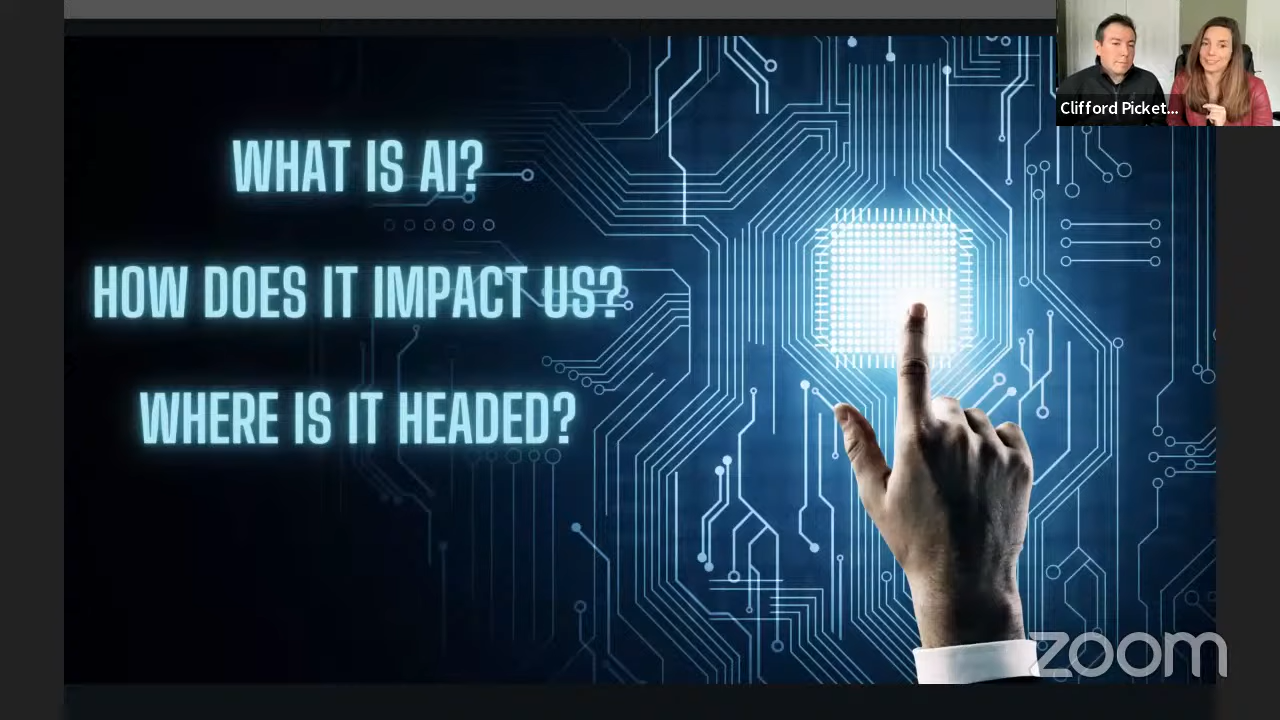 WHAT IS AI?
HOW DOES IT IMPACT US?
WHERE IS IT HEADED?
Clifford Picket...
zoom